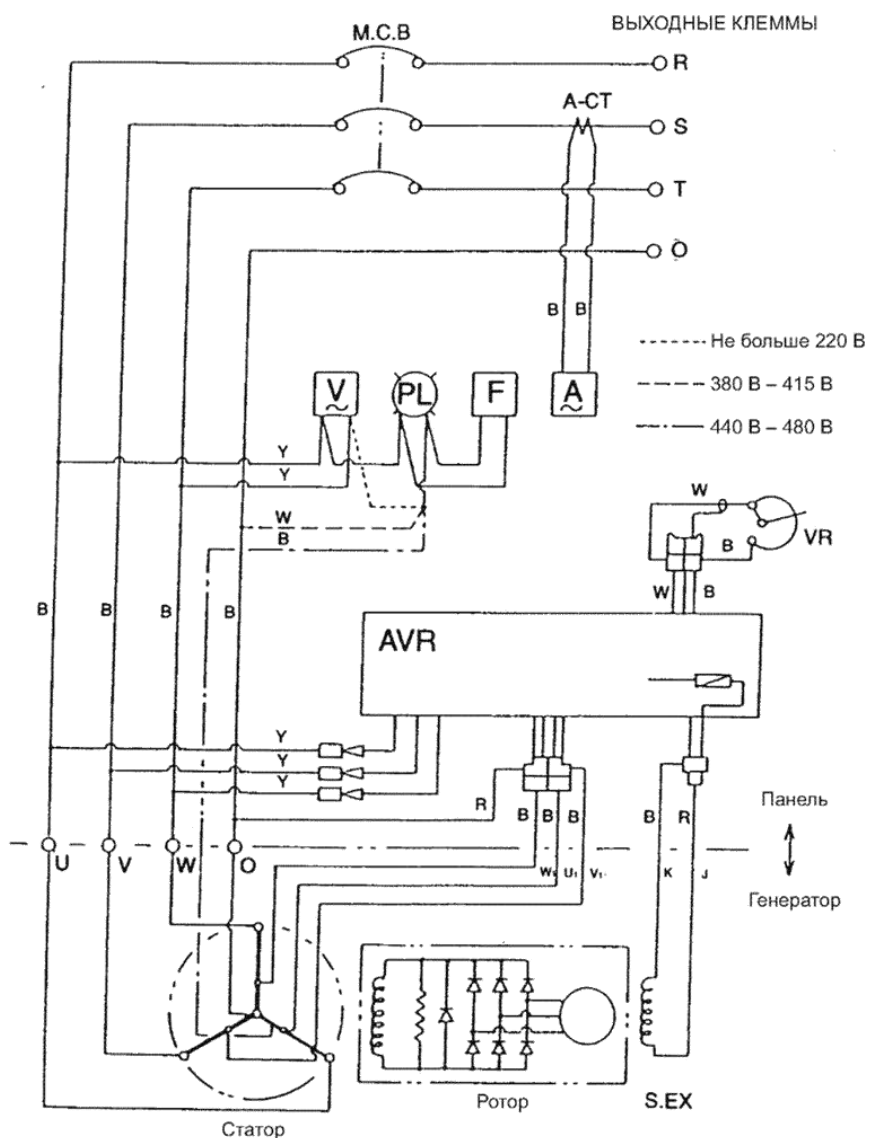 ВЫХОДНЫЕ КЛЕММЫ
M.C.B
R
A-CT
S
T
O
B B
Не больше 220 В
380 В – 415 В
440 В – 480 В
V
PL
F
A
Y
Y
W
B
W
B
VR
W B
B B B B
AVR
Y
Y
Y
R
B B B
B R
Панель
Генератор
U V W O
W₁ U₁ V₁
K J
Статор
Ротор
S.EX